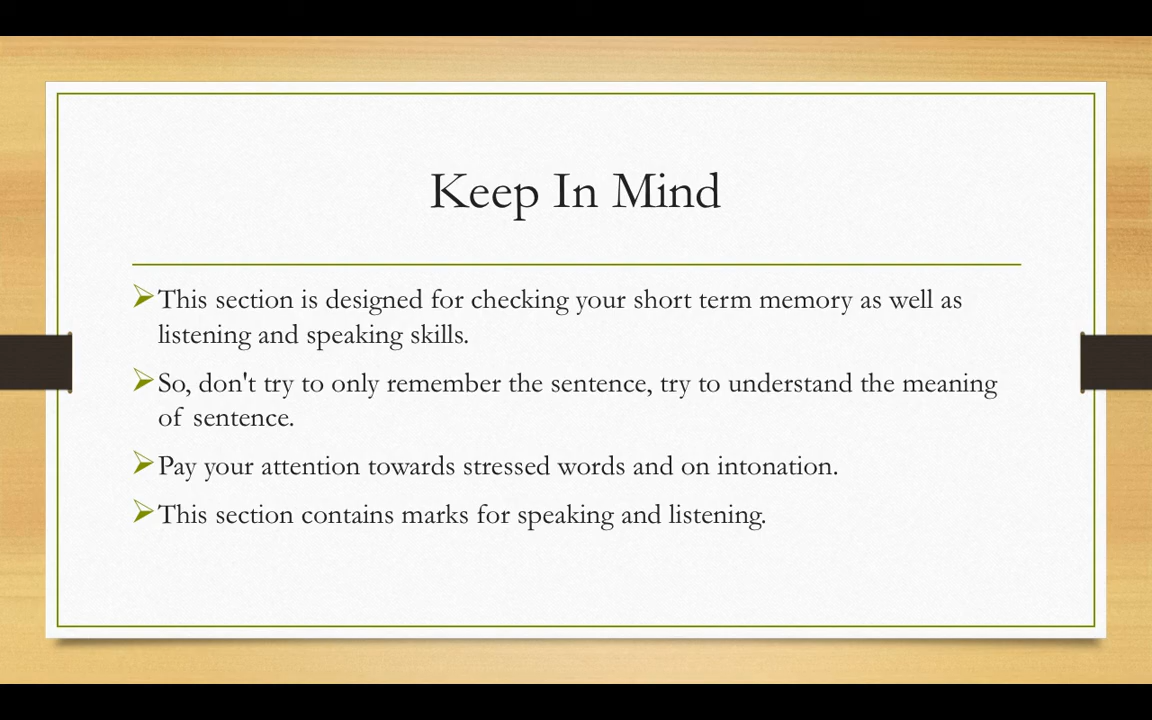 Keep In Mind
This section is designed for checking your short term memory as well as
listening and speaking skills.
So, don't try to only remember the sentence, try to understand the meaning
of sentence.
Pay your attention towards stressed words and on intonation.
This section contains marks for speaking and listening.